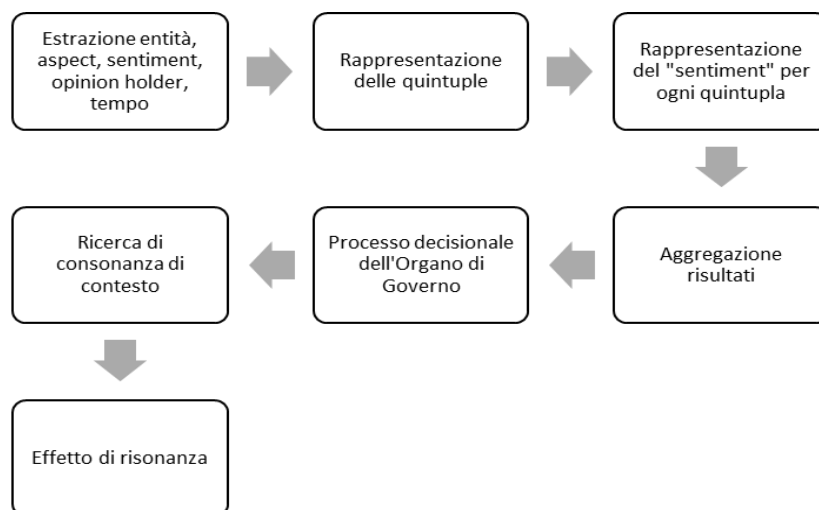 Estrazione entità,
aspect, sentiment,
opinion holder,
tempo
Rappresentazione
delle quintuple
Rappresentazione
del "sentiment" per
ogni quintupla
Aggregazione
risultati
Processo decisionale
dell'Organo di
Governo
Ricerca di
consonanza di
contesto
Effetto di risonanza